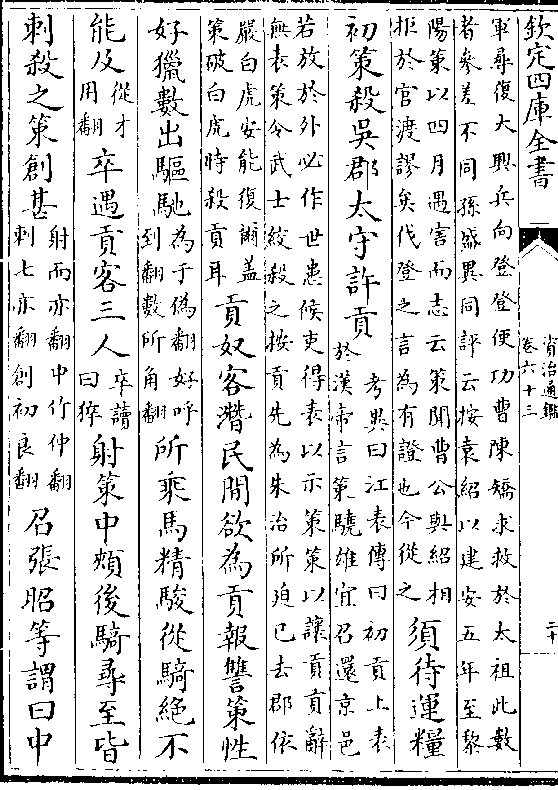 欽定四庫全書
資治通鑑
卷六十三
二十
軍尋復大興兵向登登使功曹陳矯求救於太祖此數
者參差不同孫盛異同評云按袁紹以建安五年至黎
陽策以四月遇害而志云策聞曹公與紹相
拒於官渡謬矣伐登之言為有證也今從之
須待運糧
初策殺吳郡太守許貢
考異曰江表傳曰初貢上表
於漢帝言策驍雄宜召還京邑
若放於外必作世患候吏得表以示策策以讓貢貢辭
無表策令武士絞殺之按貢先為朱治所迫已去郡依
嚴白虎安能復爾盖
策破白虎時殺貢耳
貢奴客潛民間欲為貢報讐策性
好獵數出驅馳
為于偽翻好呼
到翻數所角翻
所乘馬精駿從騎絕不
能及
從才
用翻
卒遇貢客三人
卒讀
曰猝
射策中頰後騎尋至皆
刺殺之策創甚
射而亦翻中竹仲翻
刺七亦翻創初良翻
召張昭等謂曰中